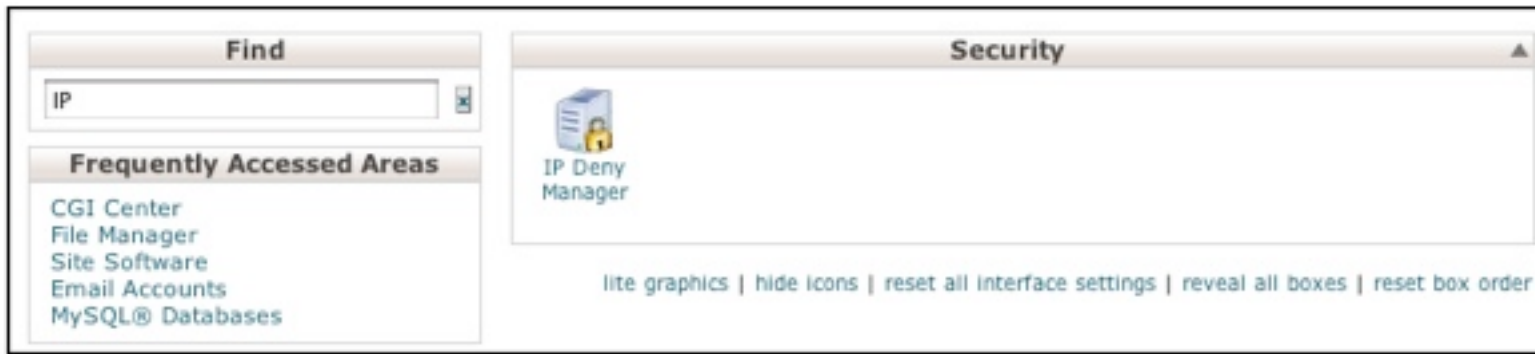 Find
IP
Frequently Accessed Areas
CGI Center
File Manager
Site Software
Email Accounts
MySQL® Databases
Security
IP Deny
Manager
lite graphics | hide icons | reset all interface settings | reveal all boxes | reset box order